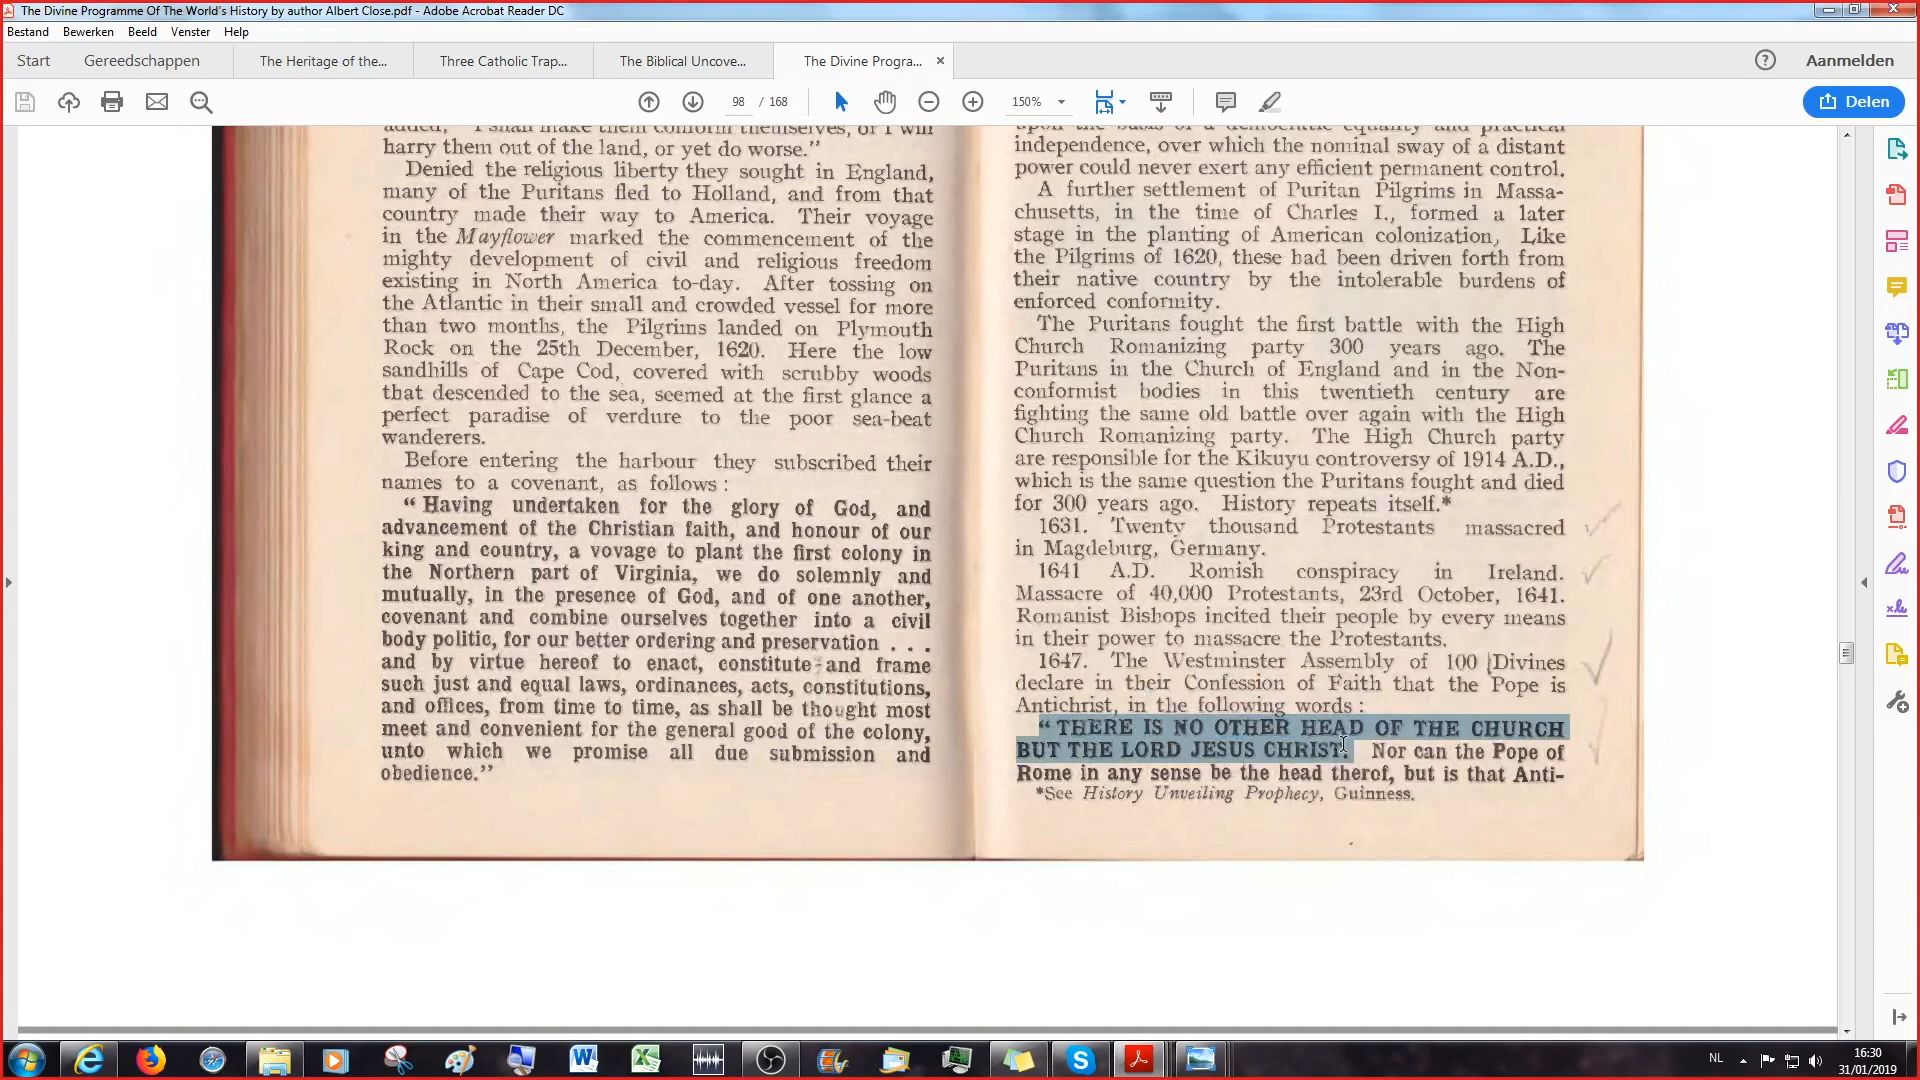 The Divine Programme Of The World's History by author Albert Close.pdf - Adobe Acrobat Reader DC
Bestand Bewerken Beeld Venster Help
Start Gereedschappen The Heritage of the... Three Catholic Trap... The Biblical Uncove... The Divine Progra... Aanmelden
98 / 168 150% Delen
added, "I shall make them conform themselves, or I will
harry them out of the land, or yet do worse."
Denied the religious liberty they sought in England,
many of the Puritans fled to Holland, and from that
country made their way to America. Their voyage
in the Mayflower marked the commencement of the
mighty development of civil and religious freedom
existing in North America to-day. After tossing on
the Atlantic in their small and crowded vessel for more
than two months, the Pilgrims landed on Plymouth
Rock on the 25th December, 1620. Here the low
sandhills of Cape Cod, covered with scrubby woods
that descended to the sea, seemed at the first glance a
perfect paradise of verdure to the poor sea-beat
wanderers.
Before entering the harbour they subscribed their
names to a covenant, as follows :
" Having undertaken for the glory of God, and
advancement of the Christian faith, and honour of our
king and country, a voyage to plant the first colony in
the Northern part of Virginia, we do solemnly and
mutually, in the presence of God, and of one another,
covenant and combine ourselves together into a civil
body politic, for our better ordering and preservation . . .
and by virtue hereof to enact, constitute and frame
such just and equal laws, ordinances, acts, constitutions,
and offices, from time to time, as shall be thought most
meet and convenient for the general good of the colony,
unto which we promise all due submission and
obedience."
upon the basis of a democratic equality and practical
independence, over which the nominal sway of a distant
power could never exert any efficient permanent control.
A further settlement of Puritan Pilgrims in Massa-
chusetts, in the time of Charles I., formed a later
stage in the planting of American colonization, Like
the Pilgrims of 1620, these had been driven forth from
their native country by the intolerable burdens of
enforced conformity.
The Puritans fought the first battle with the High
Church Romanizing party 300 years ago. The
Puritans in the Church of England and in the Non-
conformist bodies in this twentieth century are
fighting the same old battle over again with the High
Church Romanizing party. The High Church party
are responsible for the Kikuyu controversy of 1914 A.D.,
which is the same question the Puritans fought and died
for 300 years ago. History repeats itself.*
1631. Twenty thousand Protestants massacred
in Magdeburg, Germany.
1641 A.D. Romish conspiracy in Ireland.
Massacre of 40,000 Protestants, 23rd October, 1641.
Romanist Bishops incited their people by every means
in their power to massacre the Protestants.
1647. The Westminster Assembly of 100 Divines
declare in their Confession of Faith that the Pope is
Antichrist, in the following words :
" THERE IS NO OTHER HEAD OF THE CHURCH
BUT THE LORD JESUS CHRIST. Nor can the Pope of
Rome in any sense be the head therof, but is that Anti-
*See History Unveiling Prophecy, Guinness.
NL 16:30
31/01/2019